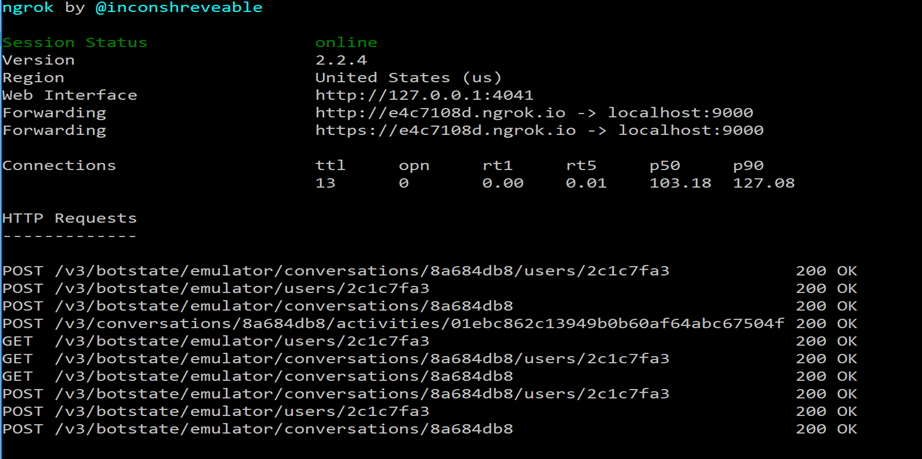 ngrok by @inconshreveable
Session Status online
Version 2.2.4
Region United States (us)
Web Interface http://127.0.0.1:4041
Forwarding http://e4c7108d.ngrok.io -> localhost:9000
Forwarding https://e4c7108d.ngrok.io -> localhost:9000
Connections ttl opn rt1 rt5 p50 p90
13 0 0.00 0.01 103.18 127.08
HTTP Requests
-------------
POST /v3/botstate/emulator/conversations/8a684db8/users/2c1c7fa3 200 OK
POST /v3/botstate/emulator/users/2c1c7fa3 200 OK
POST /v3/botstate/emulator/conversations/8a684db8 200 OK
POST /v3/conversations/8a684db8/activities/01ebc862c13949b0b60af64abc67504f 200 OK
GET /v3/botstate/emulator/users/2c1c7fa3 200 OK
GET /v3/botstate/emulator/conversations/8a684db8/users/2c1c7fa3 200 OK
GET /v3/botstate/emulator/conversations/8a684db8 200 OK
POST /v3/botstate/emulator/conversations/8a684db8/users/2c1c7fa3 200 OK
POST /v3/botstate/emulator/users/2c1c7fa3 200 OK
POST /v3/botstate/emulator/conversations/8a684db8 200 OK